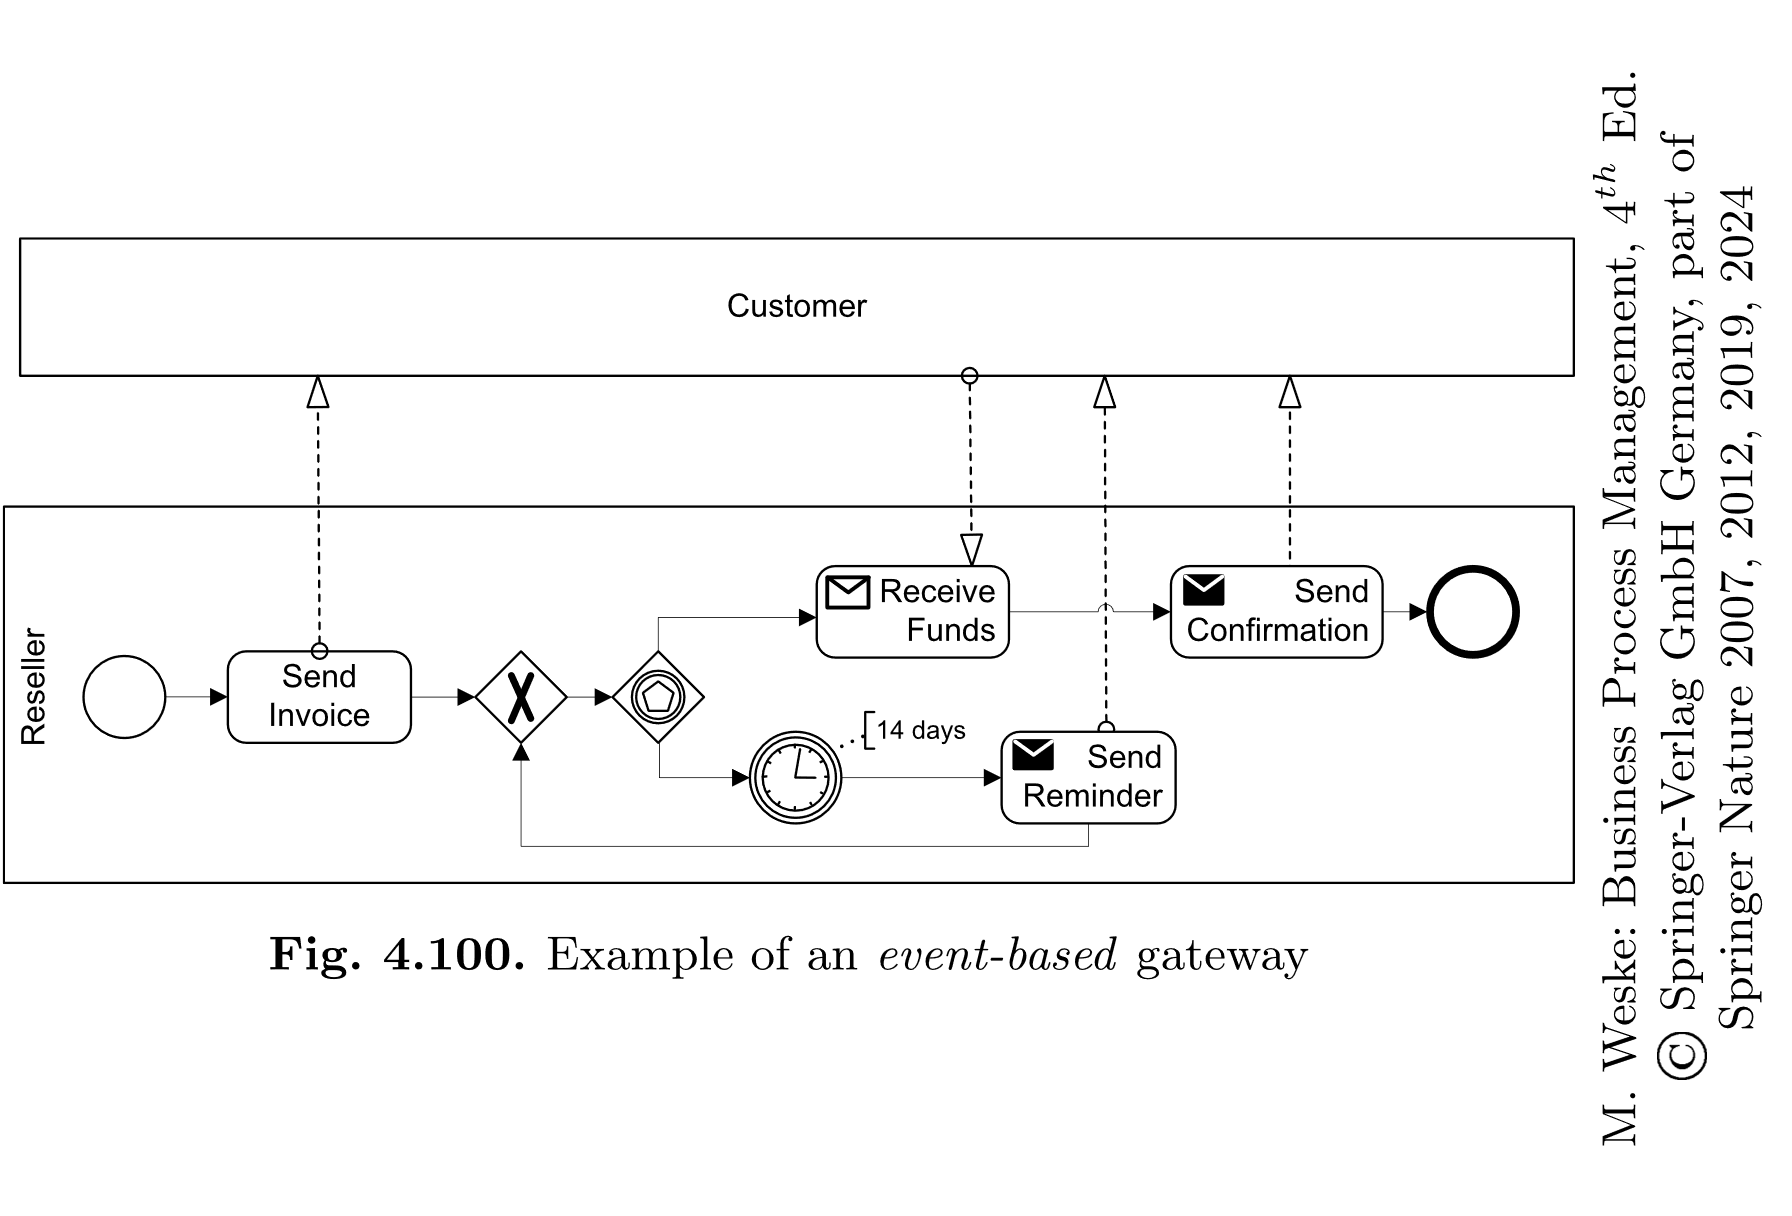 Customer
Reseller
Send
Invoice
Receive
Funds
14 days
Send
Reminder
Send
Confirmation
Fig. 4.100. Example of an event-based gateway
M. Weske: Business Process Management, 4th Ed.
© Springer-Verlag GmbH Germany, part of
Springer Nature 2007, 2012, 2019, 2024